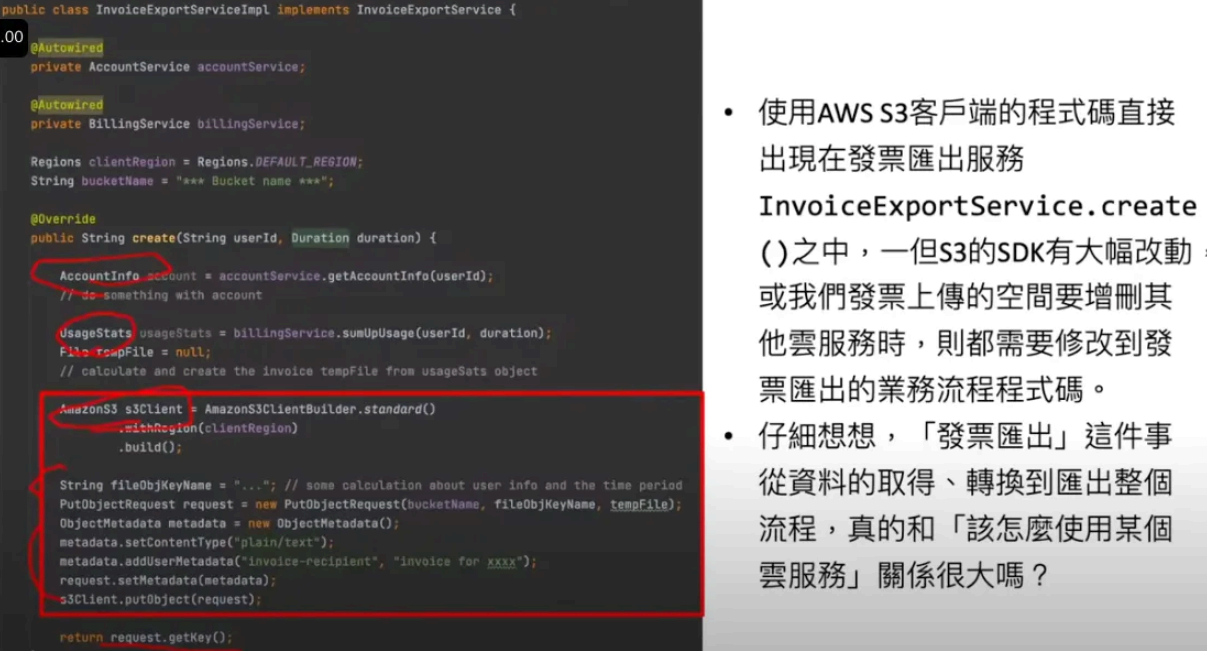 public class InvoiceExportServiceImpl implements InvoiceExportService {
.00
@Autowired
private AccountService accountService;
@Autowired
private BillingService billingService;
Regions clientRegion = Regions.DEFAULT_REGION;
String bucketName = "*** Bucket name ***";
@Override
public String create(String userId, Duration duration) {
AccountInfo account = accountService.getAccountInfo(userId);
// do something with account
UsageStats usageStats = billingService.sumUpUsage(userId, duration);
File tempFile = null;
// calculate and create the invoice tempFile from usageSats object
AmazonS3 s3Client = AmazonS3ClientBuilder.standard()
.withRegion(clientRegion)
.build();
String fileObjKeyName = "..."; // some calculation about user info and the time period
PutObjectRequest request = new PutObjectRequest(bucketName, fileObjKeyName, tempFile);
ObjectMetadata metadata = new ObjectMetadata();
metadata.setContentType("plain/text");
metadata.addUserMetadata("invoice-recipient", "invoice for xxxx");
request.setMetadata(metadata);
s3Client.putObject(request);
return request.getKey();
• 使用AWS S3客戶端的程式碼直接
出現在發票匯出服務
InvoiceExportService.create
()之中，一但S3的SDK有大幅改動，
或我們發票上傳的空間要增刪其
他雲服務時，則都需要修改到發
票匯出的業務流程程式碼。
• 仔細想想，「發票匯出」這件事
從資料的取得、轉換到匯出整個
流程，真的和「該怎麼使用某個
雲服務」關係很大嗎？